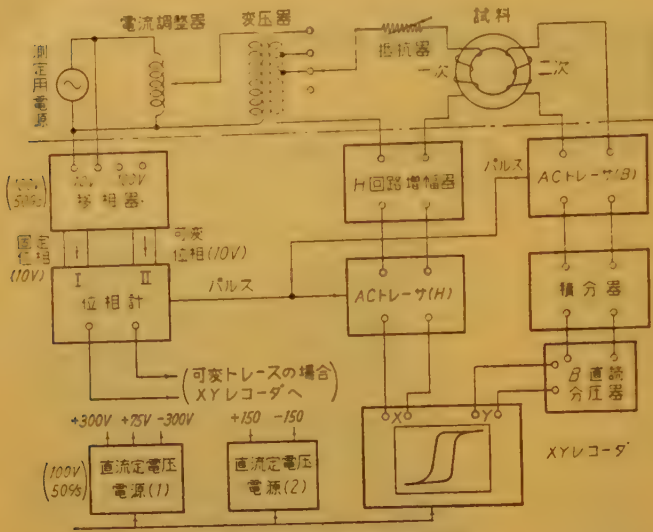 電流調整器
変圧器
試料
測定用電源
抵抗器
一次
二次
10V 100V
移相器
50%
固定位相
(10V)
可変位相(10V)
I
II
位相計
パルス
H回路増幅器
パルス
ACトレーサ(B)
ACトレーサ(H)
積分器
B直読分圧器
(可変トレースの場合
XYレコーダへ)
X
Y
XYレコーダ
+300V +75V -300V
+150 -150
(100V
50%)
直流定電圧
電源(1)
直流定電圧
電源(2)